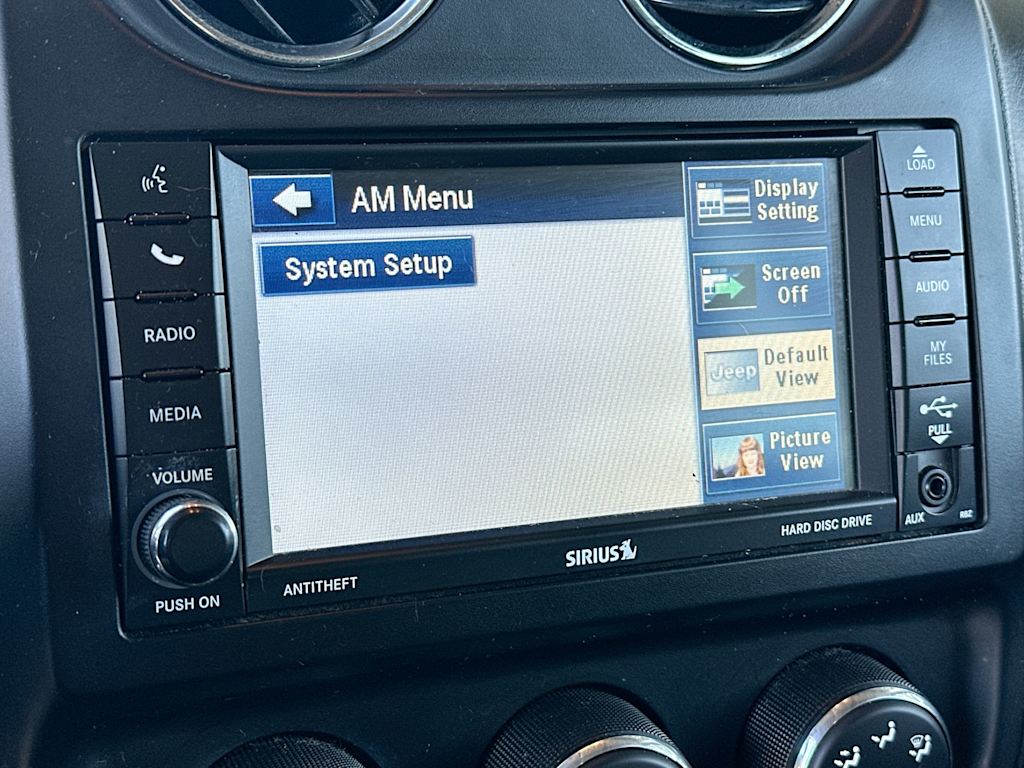 LOAD
MENU
AUDIO
MY
FILES
PULL
AUX
RBZ
RADIO
MEDIA
VOLUME
PUSH ON
AM Menu
System Setup
Display
Setting
Screen
Off
Jeep
Default
View
Picture
View
ANTITHEFT
SIRIUS
HARD DISC DRIVE